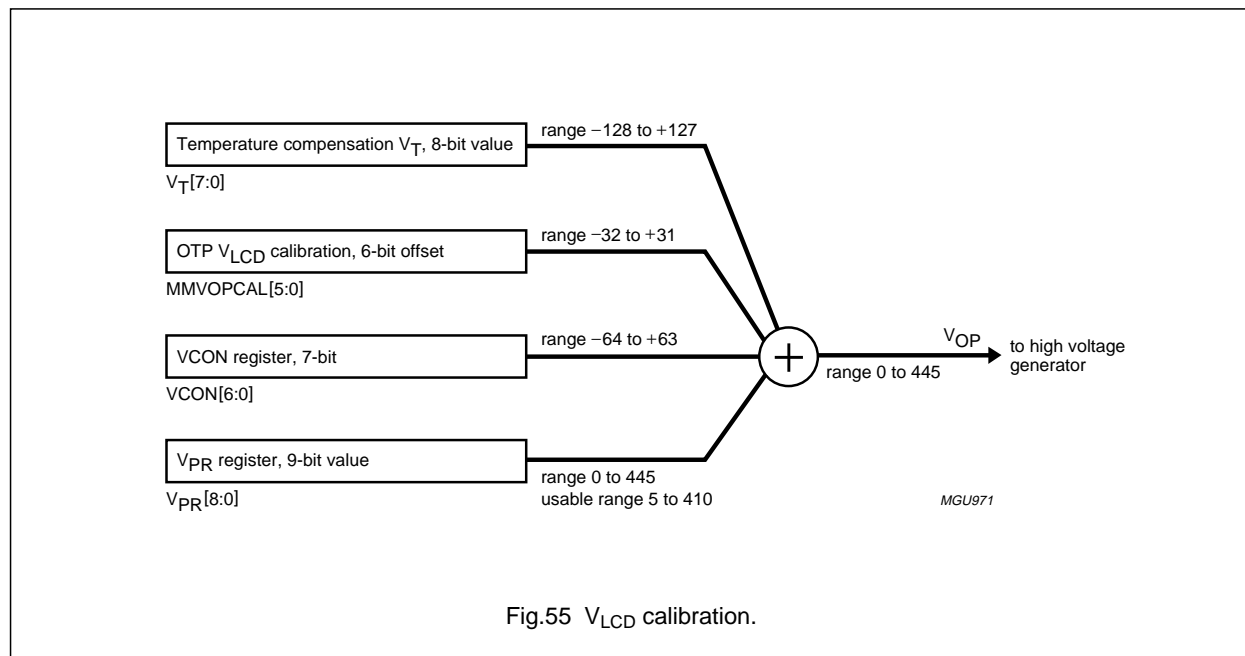 Temperature compensation VT, 8-bit value
range −128 to +127
VT[7:0]
OTP VLCD calibration, 6-bit offset
range −32 to +31
MMVOPCAL[5:0]
VCON register, 7-bit
range −64 to +63
VCON[6:0]
VPR register, 9-bit value
range 0 to 445
usable range 5 to 410
VPR[8:0]
+
VOP
range 0 to 445
to high voltage
generator
MGU971
Fig.55 VLCD calibration.